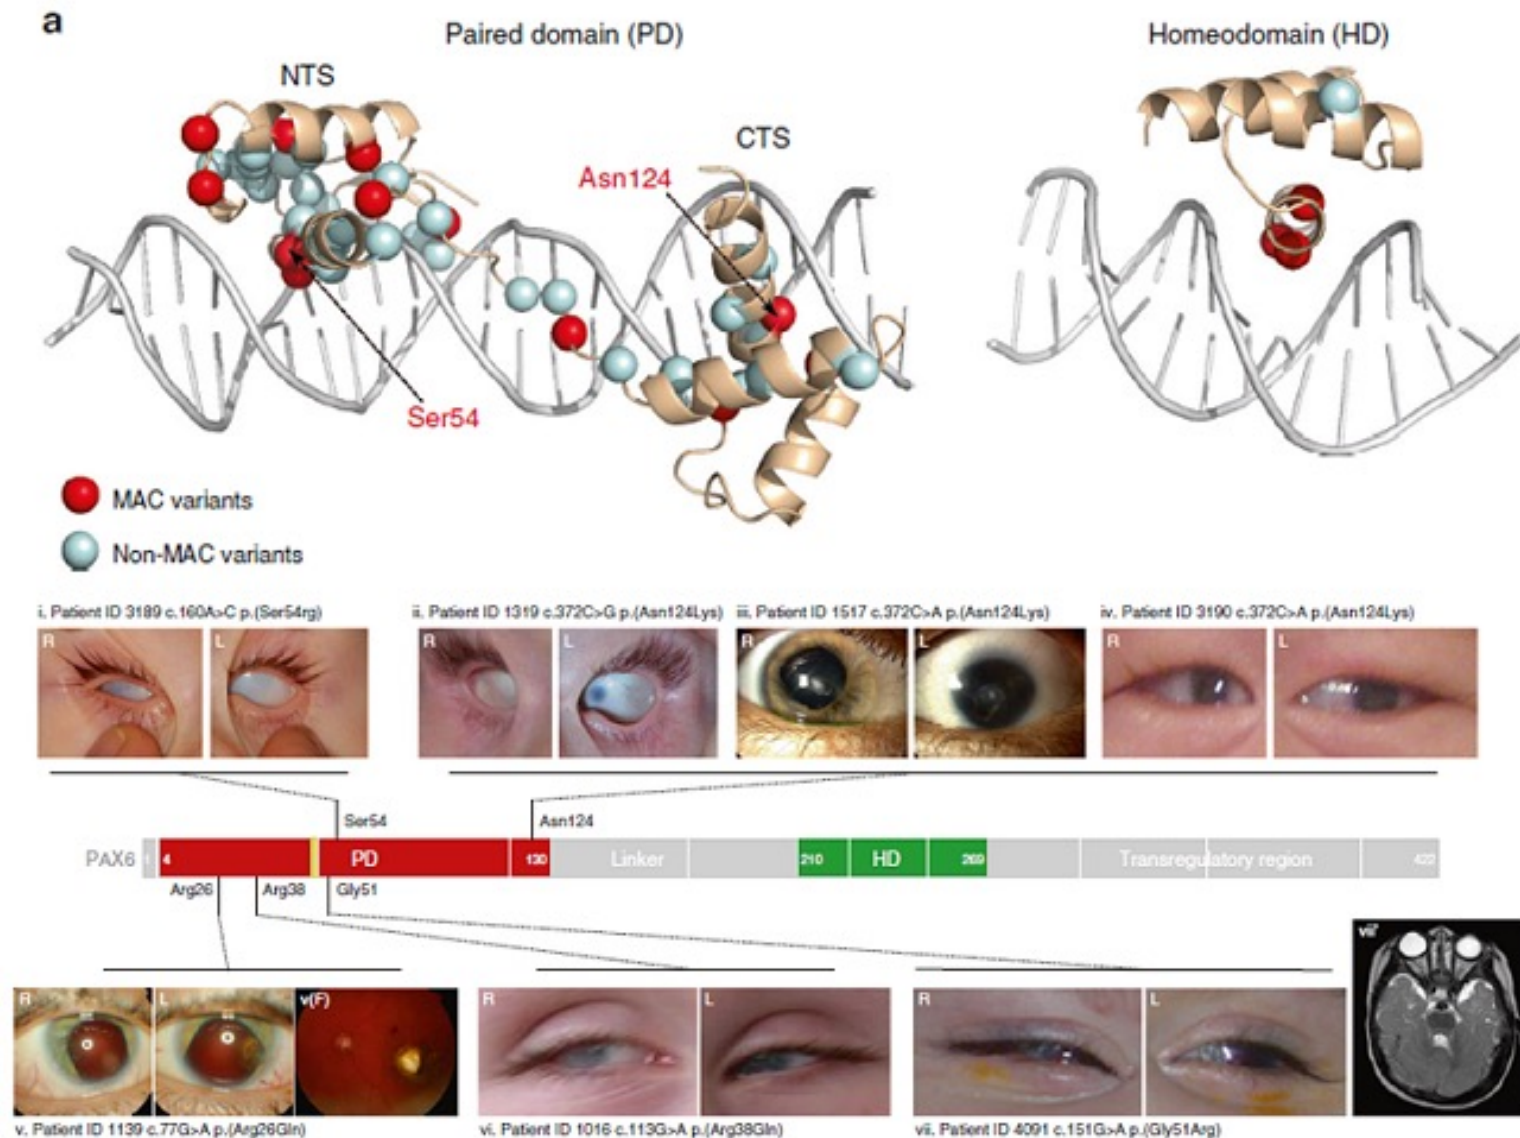 a
Paired domain (PD)
Homeodomain (HD)
NTS
CTS
Asn124
Ser54
MAC variants
Non-MAC variants
i. Patient ID 3189 c.160A>C p.(Ser54rg)
ii. Patient ID 1319 c.372C>G p.(Asn124Lys)
iii. Patient ID 1517 c.372C>A p.(Asn124Lys)
iv. Patient ID 3190 c.372C>A p.(Asn124Lys)
R
L
R
L
R
L
R
L
Ser54
Asn124
PAX6
1
4
PD
130
Linker
210
HD
269
Transregulatory region
422
Arg26
Arg38
Gly51
R
L
v(F)
R
L
R
L
vii'
v. Patient ID 1139 c.77G>A p.(Arg26Gln)
vi. Patient ID 1016 c.113G>A p.(Arg38Gln)
vii. Patient ID 4091 c.151G>A p.(Gly51Arg)